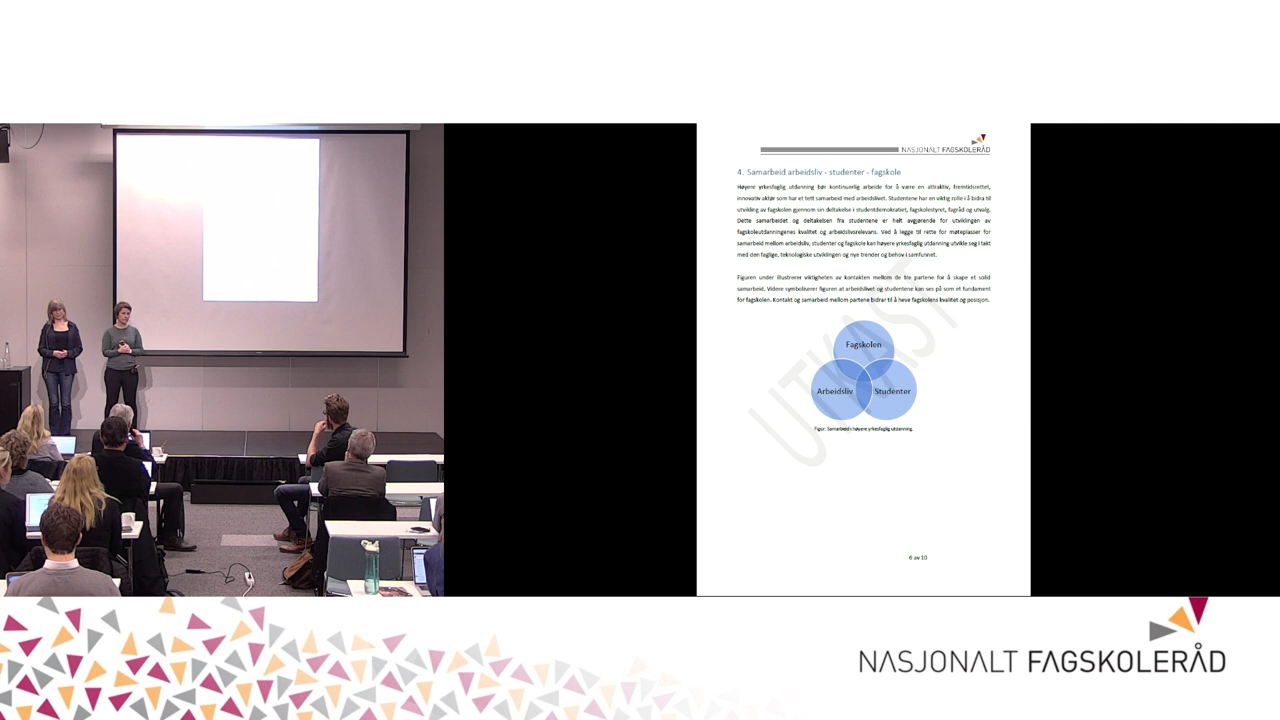 NASJONALT FAGSKOLERÅD
4. Samarbeid arbeidsliv - studenter - fagskole
Høyere yrkesfaglig utdanning bør kontinuerlig arbeide for å være en attraktiv, fremtidsrettet,
innovativ aktør som har et tett samarbeid med arbeidslivet. Studentene har en viktig rolle i å bidra til
utvikling av fagskolen gjennom sin deltakelse i studentdemokratiet, fagskolestyret, fagråd og utvalg.
Dette samarbeidet og deltakelsen fra studentene er helt avgjørende for utviklingen av
fagskoleutdanningenes kvalitet og arbeidslivsrelevans. Ved å legge til rette for møteplasser for
samarbeid mellom arbeidsliv, studenter og fagskole kan høyere yrkesfaglig utdanning utvikle seg i takt
med den faglige, teknologiske utviklingen og nye trender og behov i samfunnet.
Figuren under illustrerer viktigheten av kontakten mellom de tre partene for å skape et solid
samarbeid. Videre symboliserer figuren at arbeidslivet og studentene kan ses på som et fundament
for fagskolen. Kontakt og samarbeid mellom partene bidrar til å heve fagskolens kvalitet og posisjon.
UTKAST
Fagskolen
Arbeidsliv
Studenter
Figur: Samarbeid i høyere yrkesfaglig utdanning.
6 av 10
NASJONALT FAGSKOLERÅD